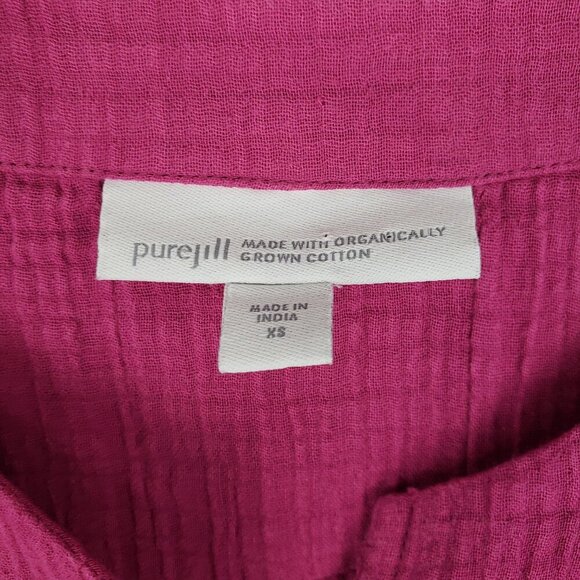 purejill MADE WITH ORGANICALLY
GROWN COTTON
MADE IN
INDIA
XS